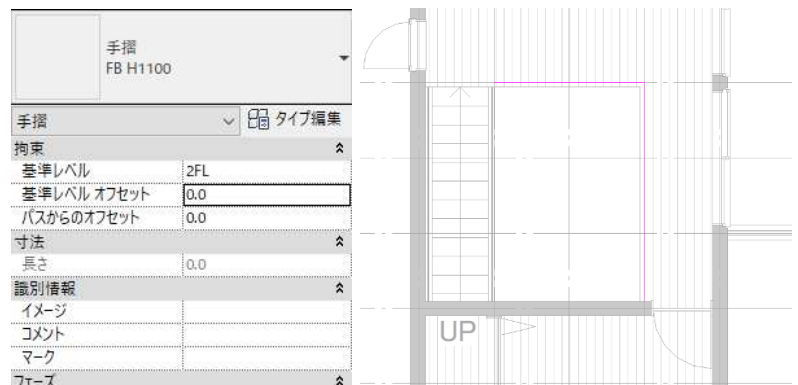 手摺
FB H1100
手摺 タイプ編集
拘束
基準レベル 2FL
基準レベル オフセット 0.0
パスからのオフセット 0.0
寸法
長さ 0.0
識別情報
イメージ
コメント
マーク
フェーズ
UP